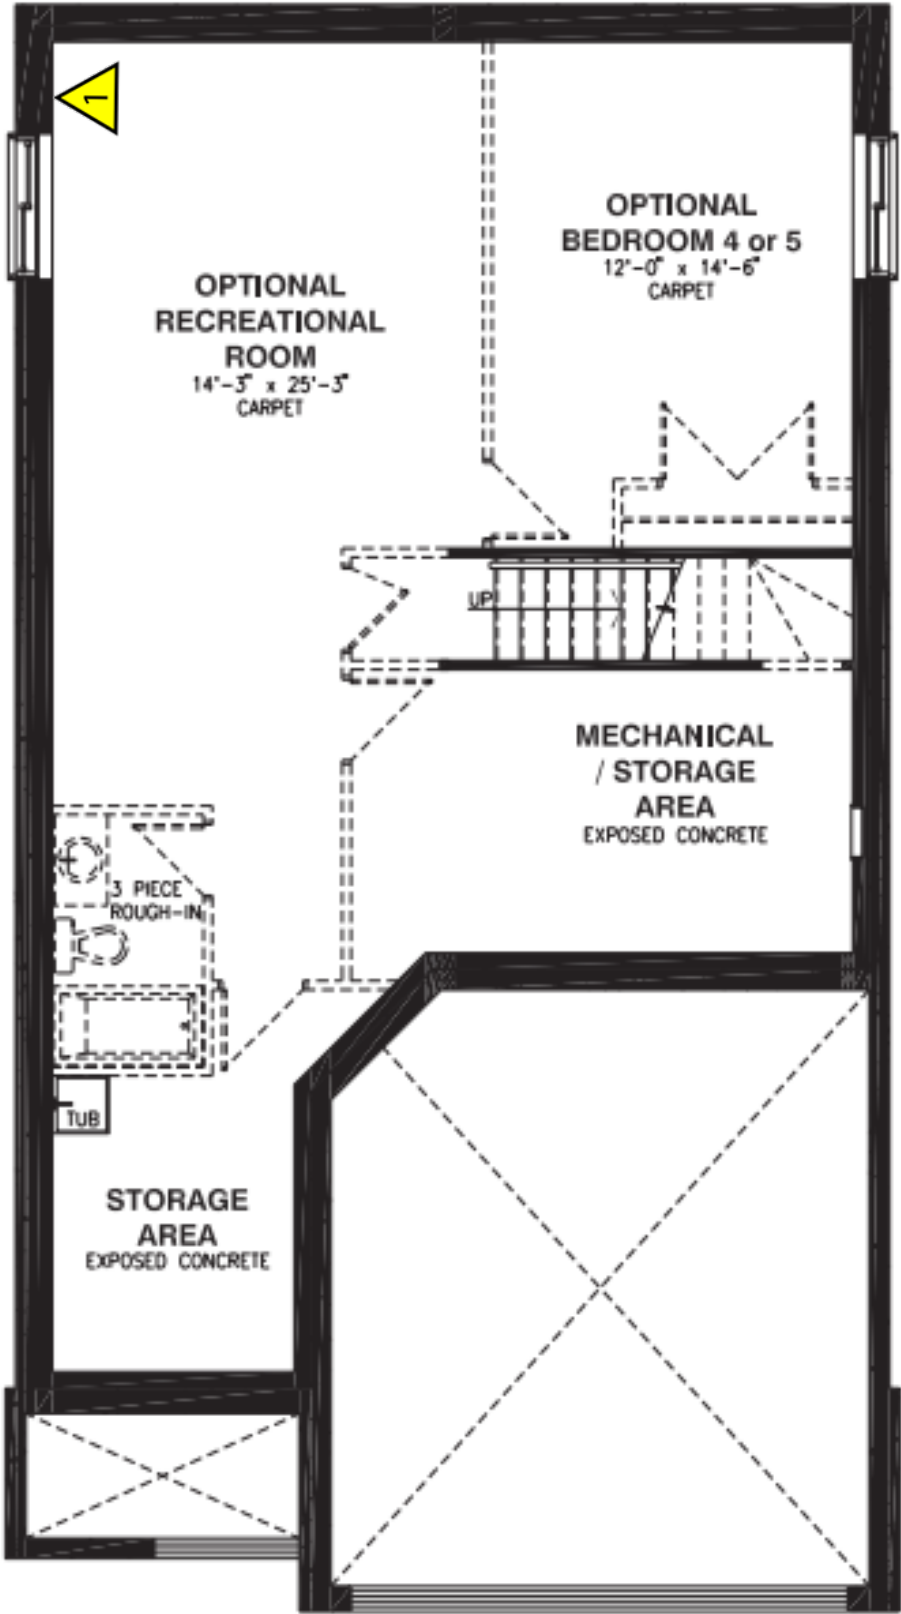 1
OPTIONAL
BEDROOM 4 or 5
12'-0" x 14'-6"
CARPET
OPTIONAL
RECREATIONAL
ROOM
14'-3" x 25'-3"
CARPET
UP
MECHANICAL
/ STORAGE
AREA
EXPOSED CONCRETE
3 PIECE
ROUGH-IN
TUB
STORAGE
AREA
EXPOSED CONCRETE